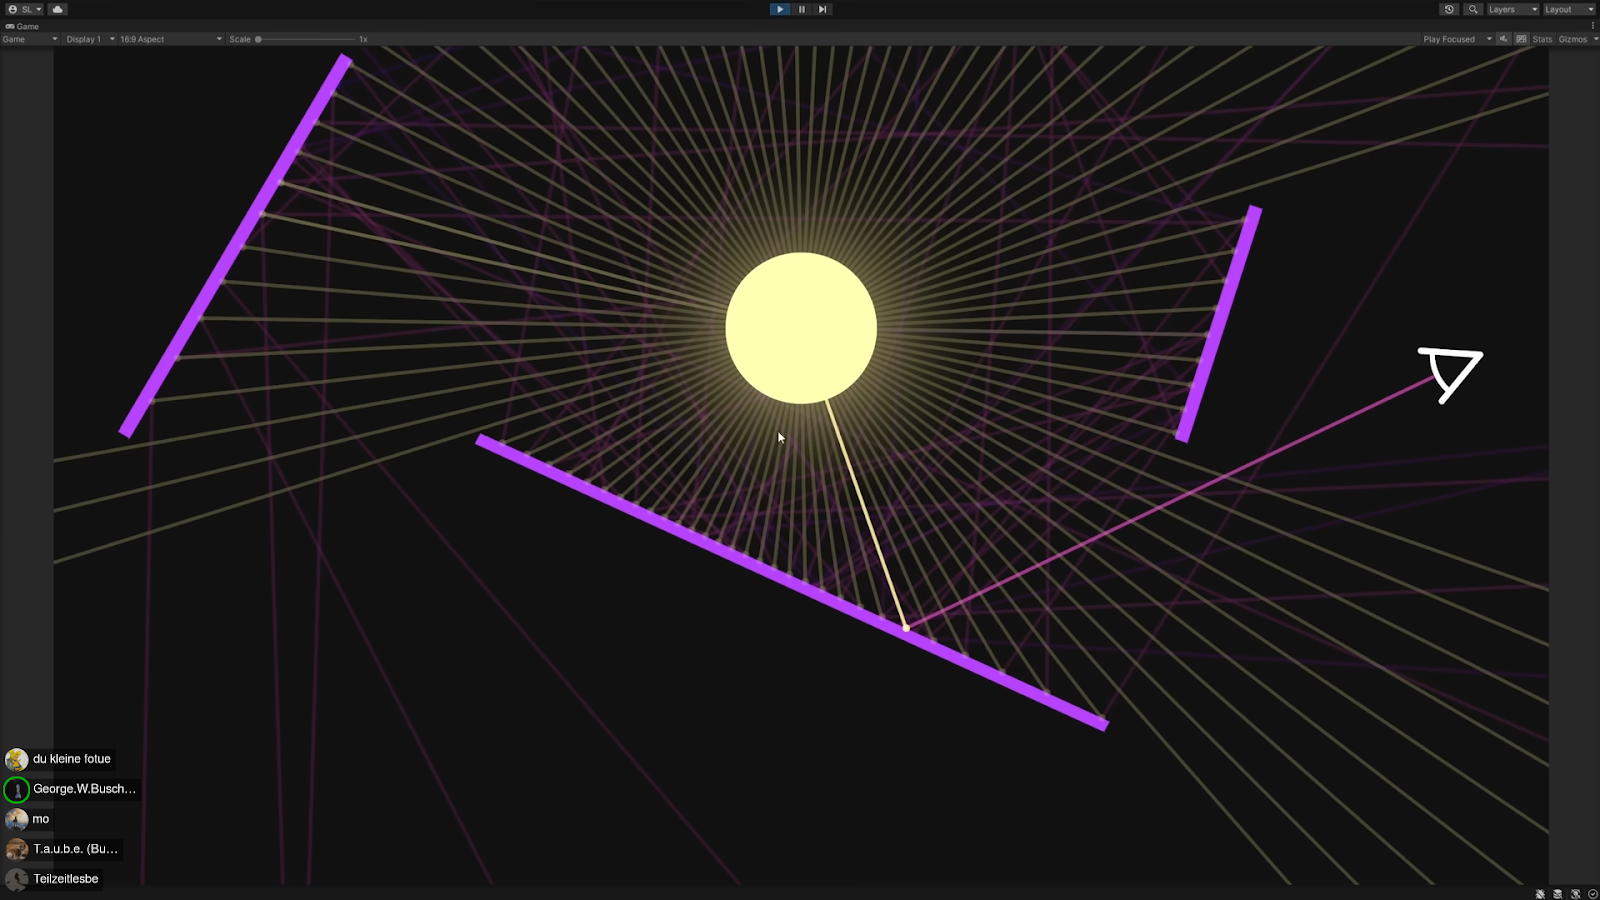 SL
Layers
Layout
Game
Game
Display 1
16:9 Aspect
Scale
1x
Play Focused
Stats
Gizmos
du kleine fotue
George.W.Busch...
mo
T.a.u.b.e. (Bu...
Teilzeitlesbe